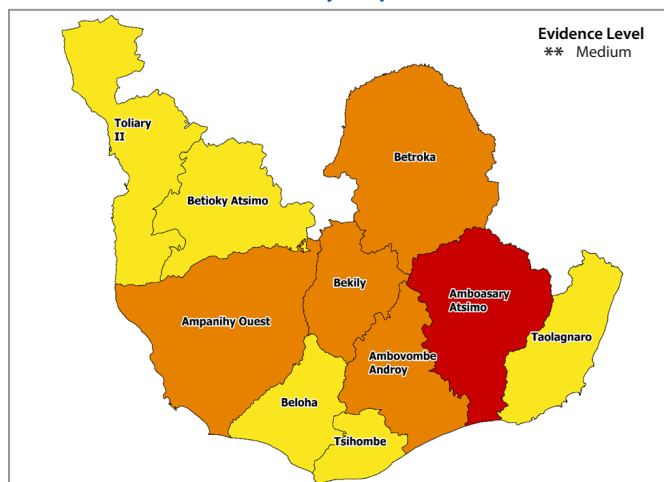 Evidence Level
** Medium
Toliary
II
Betroka
Betioky Atsimo
Bekily
Amboasary
Atsimo
Ampanihy Ouest
Taolagnaro
Ambovombe
Androy
Beloha
Tsihombe